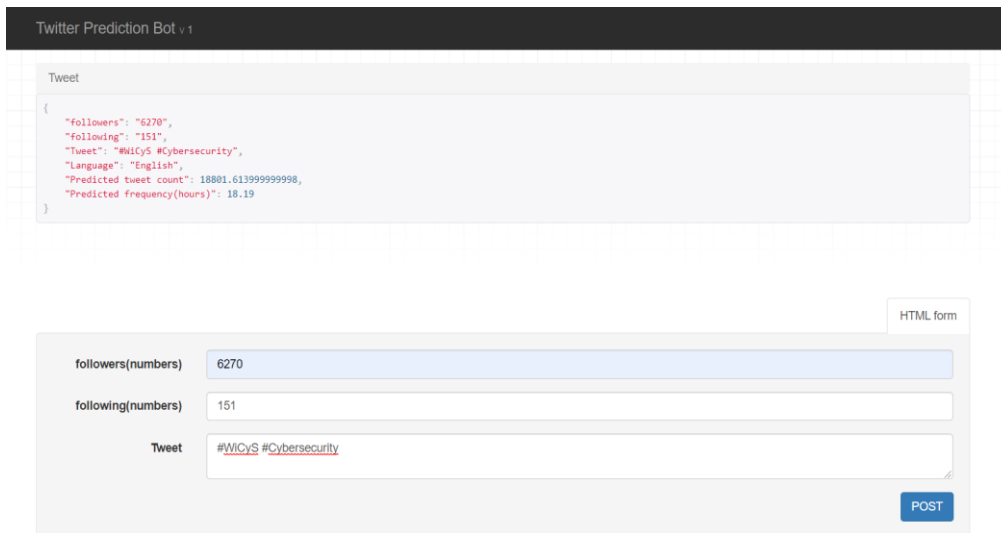 Twitter Prediction Bot v 1
Tweet
{
"followers": "6270",
"following": "151",
"Tweet": "#WiCyS #Cybersecurity",
"Language": "English",
"Predicted tweet count": 18801.613999999998,
"Predicted frequency(hours)": 18.19
}
HTML form
followers(numbers) 6270
following(numbers) 151
Tweet #WiCyS #Cybersecurity
POST